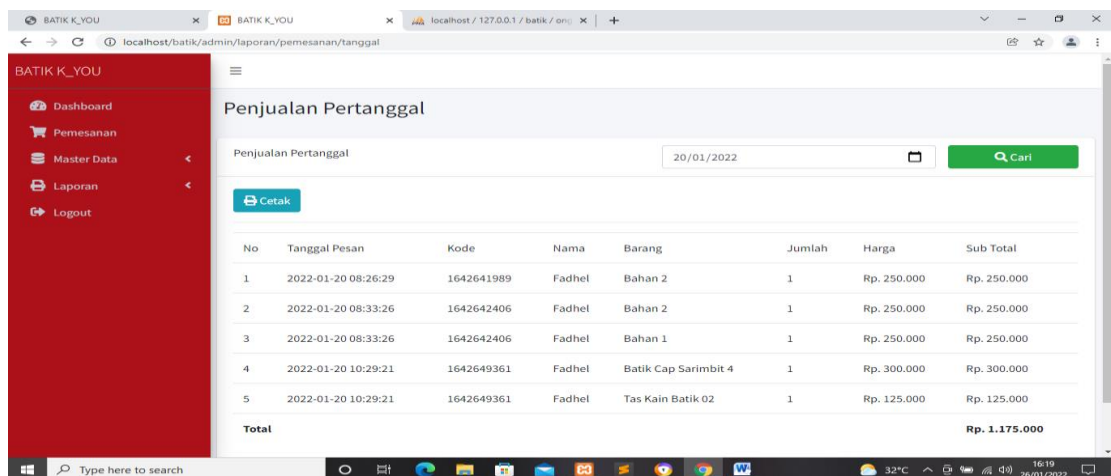 BATIK K_YOU
BATIK K_YOU
localhost / 127.0.0.1 / batik / on
localhost/batik/admin/laporan/pemesanan/tanggal
BATIK K_YOU
Dashboard
Pemesanan
Master Data
Laporan
Logout
Penjualan Pertanggal
Penjualan Pertanggal 20/01/2022 Cari
Cetak
No Tanggal Pesan Kode Nama Barang Jumlah Harga Sub Total
1 2022-01-20 08:26:29 1642641989 Fadhel Bahan 2 1 Rp. 250.000 Rp. 250.000
2 2022-01-20 08:33:26 1642642406 Fadhel Bahan 2 1 Rp. 250.000 Rp. 250.000
3 2022-01-20 08:33:26 1642642406 Fadhel Bahan 1 1 Rp. 250.000 Rp. 250.000
4 2022-01-20 10:29:21 1642649361 Fadhel Batik Cap Sarimbit 4 1 Rp. 300.000 Rp. 300.000
5 2022-01-20 10:29:21 1642649361 Fadhel Tas Kain Batik 02 1 Rp. 125.000 Rp. 125.000
Total Rp. 1.175.000
Type here to search
32°C
16:19
26/01/2022